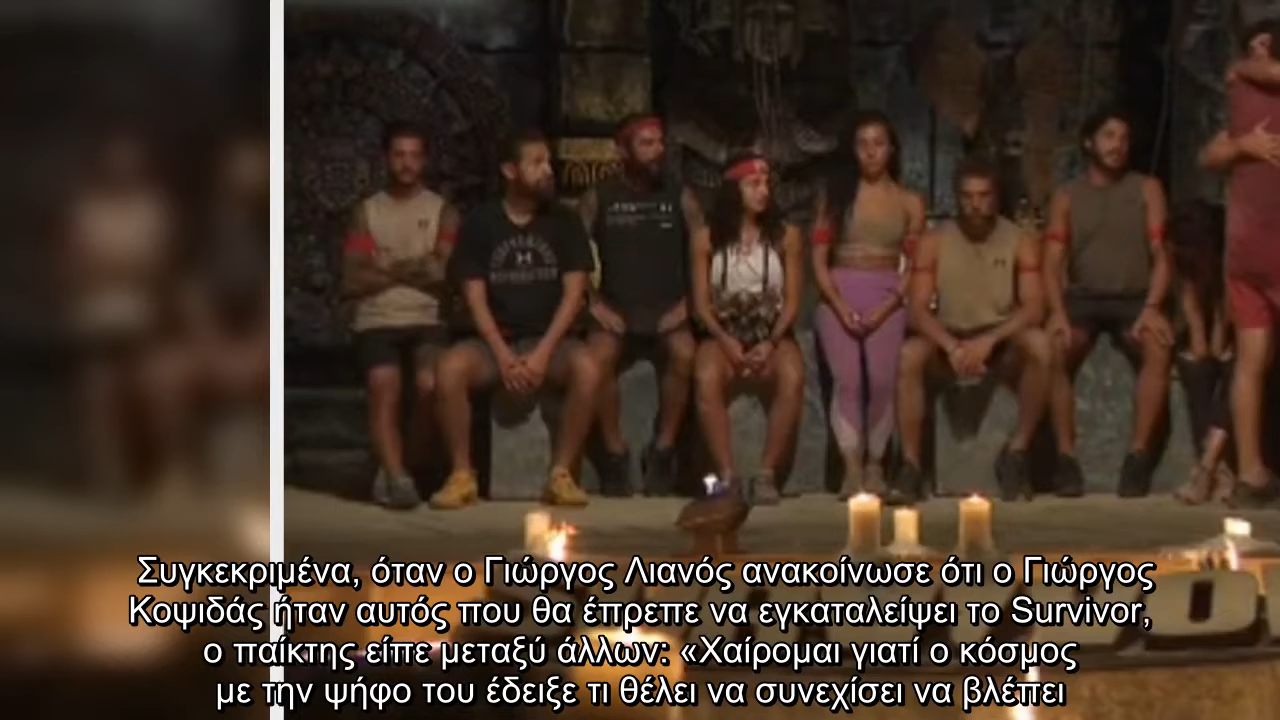 Συγκεκριμένα, όταν ο Γιώργος Λιανός ανακοίνωσε ότι ο Γιώργος
Κοψιδάς ήταν αυτός που θα έπρεπε να εγκαταλείψει το Survivor,
ο παίκτης είπε μεταξύ άλλων: «Χαίρομαι γιατί ο κόσμος
με την ψήφο του έδειξε τι θέλει να συνεχίσει να βλέπει